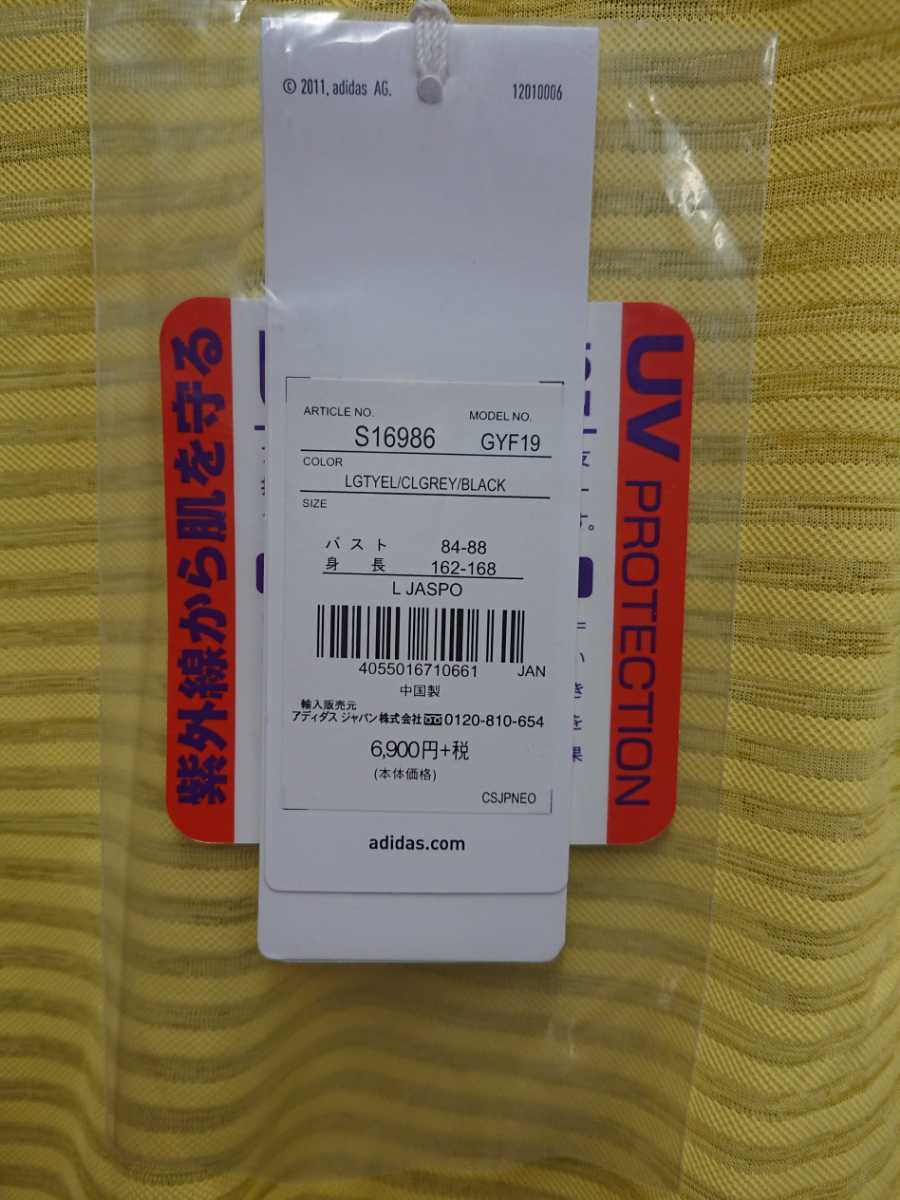 © 2011, adidas AG. 12010006
紫外線から肌を守る
UV PROTECTION
ARTICLE NO. MODEL NO.
S16986 GYF19
COLOR
LGTYEL/CLGREY/BLACK
SIZE
バスト 84-88
身長 162-168
L JASPO
4055016710661 JAN
中国製
輸入販売元
アディダス ジャパン株式会社 0120-810-654
6,900円+税
(本体価格)
CSJPNEO
adidas.com